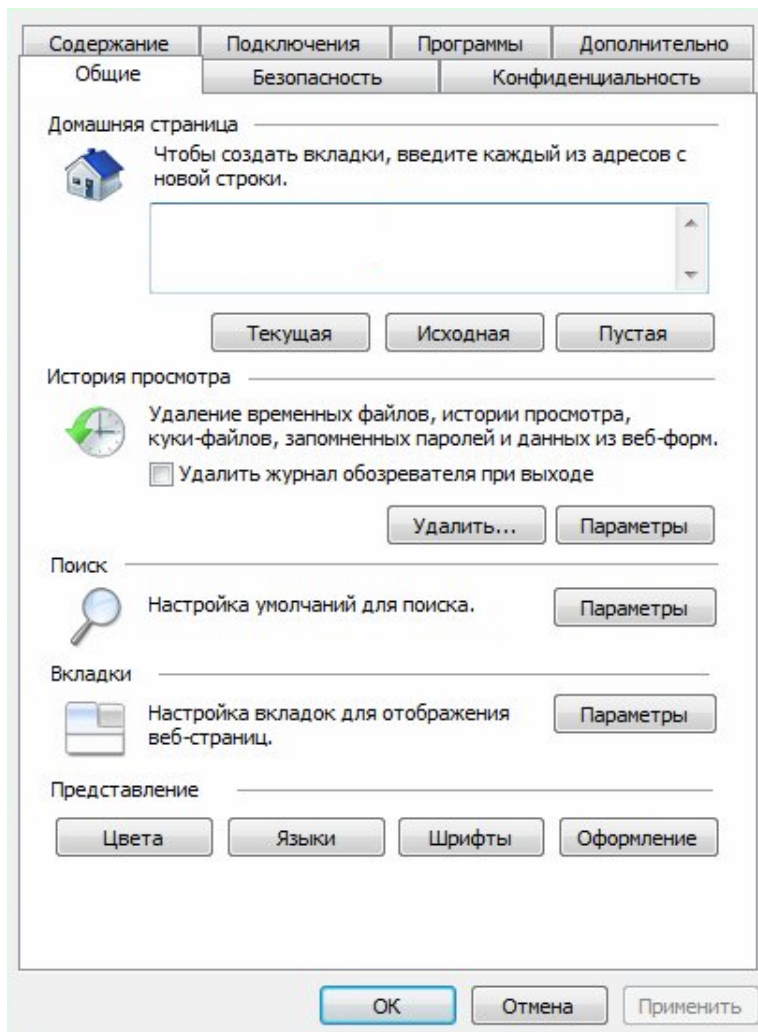 Содержание Подключения Программы Дополнительно
Общие Безопасность Конфиденциальность
Домашняя страница
Чтобы создать вкладки, введите каждый из адресов с
новой строки.
Текущая Исходная Пустая
История просмотра
Удаление временных файлов, истории просмотра,
куки-файлов, запомненных паролей и данных из веб-форм.
Удалить журнал обозревателя при выходе
Удалить... Параметры
Поиск
Настройка умолчаний для поиска. Параметры
Вкладки
Настройка вкладок для отображения Параметры
веб-страниц.
Представление
Цвета Языки Шрифты Оформление
ОК Отмена Применить